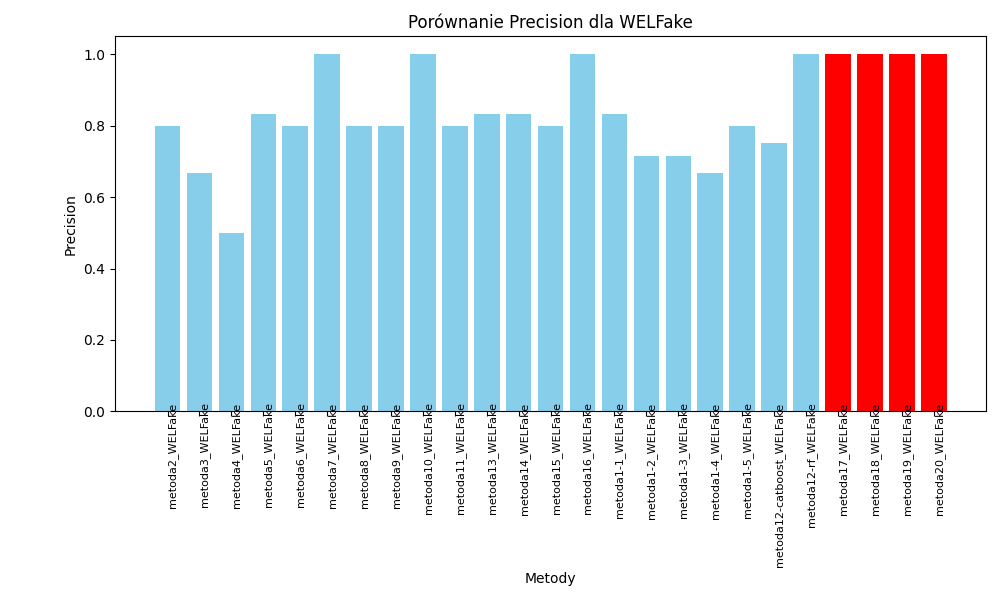 Porównanie Precision dla WELFake
Precision
1.0
0.8
0.6
0.4
0.2
0.0
metoda2_WELFake
metoda3_WELFake
metoda4_WELFake
metoda5_WELFake
metoda6_WELFake
metoda7_WELFake
metoda8_WELFake
metoda9_WELFake
metoda10_WELFake
metoda11_WELFake
metoda13_WELFake
metoda14_WELFake
metoda15_WELFake
metoda16_WELFake
metoda1-1_WELFake
metoda1-2_WELFake
metoda1-3_WELFake
metoda1-4_WELFake
metoda1-5_WELFake
metoda12-catboost_WELFake
metoda12-rf_WELFake
metoda17_WELFake
metoda18_WELFake
metoda19_WELFake
metoda20_WELFake
Metody